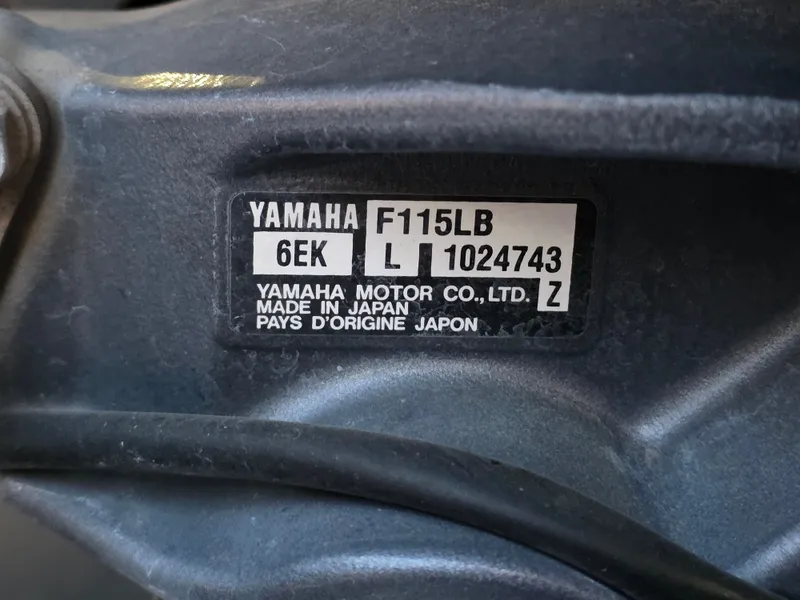 YAMAHA F115LB
6EK L 1024743
YAMAHA MOTOR CO., LTD. Z
MADE IN JAPAN
PAYS D'ORIGINE JAPON